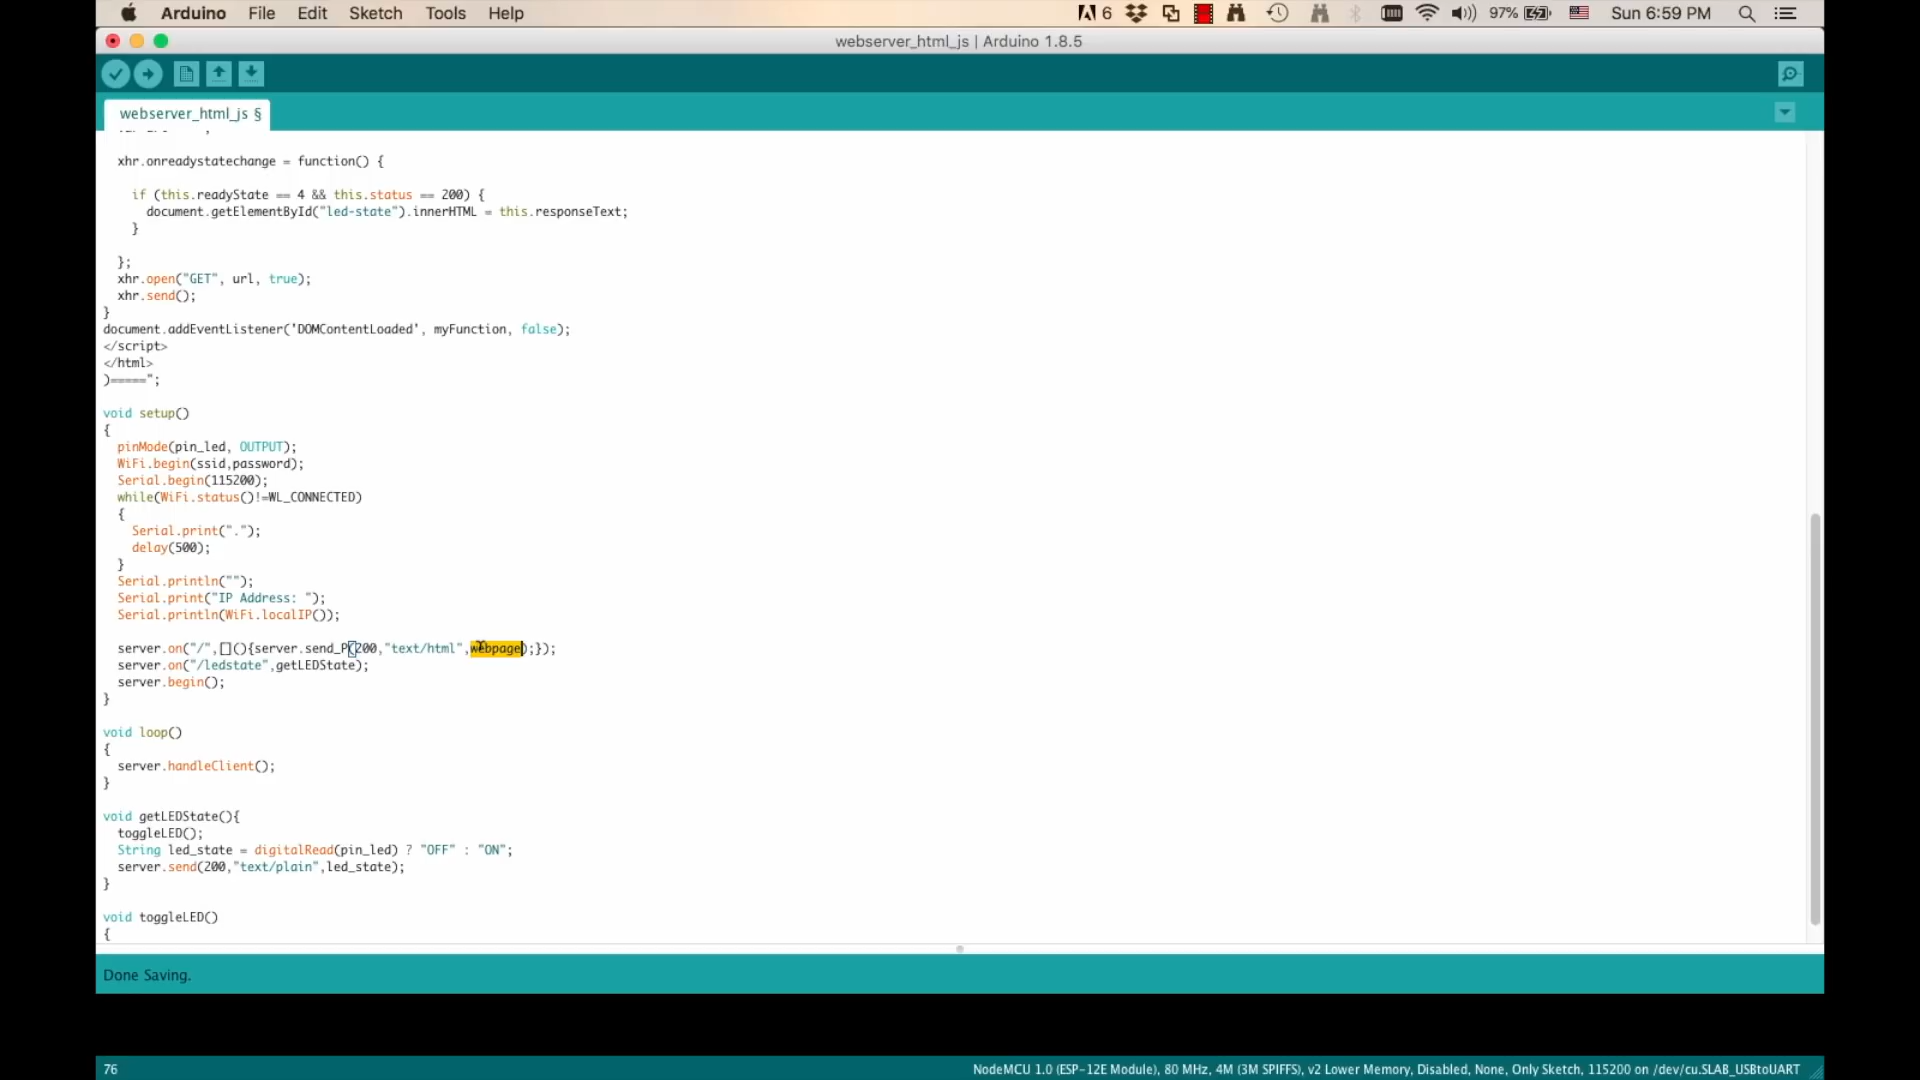 Arduino File Edit Sketch Tools Help 6 97% Sun 6:59 PM
webserver_html_js | Arduino 1.8.5
webserver_html_js §
xhr.onreadystatechange = function() {
if (this.readyState == 4 && this.status == 200) {
document.getElementById("led-state").innerHTML = this.responseText;
}
};
xhr.open("GET", url, true);
xhr.send();
}
document.addEventListener('DOMContentLoaded', myFunction, false);
</script>
</html>
)=====";
void setup()
{
pinMode(pin_led, OUTPUT);
WiFi.begin(ssid,password);
Serial.begin(115200);
while(WiFi.status()!=WL_CONNECTED)
{
Serial.print(".");
delay(500);
}
Serial.println("");
Serial.print("IP Address: ");
Serial.println(WiFi.localIP());
server.on("/",[](){server.send_P(200,"text/html",webpage);});
server.on("/ledstate",getLEDState);
server.begin();
}
void loop()
{
server.handleClient();
}
void getLEDState(){
toggleLED();
String led_state = digitalRead(pin_led) ? "OFF" : "ON";
server.send(200,"text/plain",led_state);
}
void toggleLED()
{
Done Saving.
76 NodeMCU 1.0 (ESP-12E Module), 80 MHz, 4M (3M SPIFFS), v2 Lower Memory, Disabled, None, Only Sketch, 115200 on /dev/cu.SLAB_USBtoUART